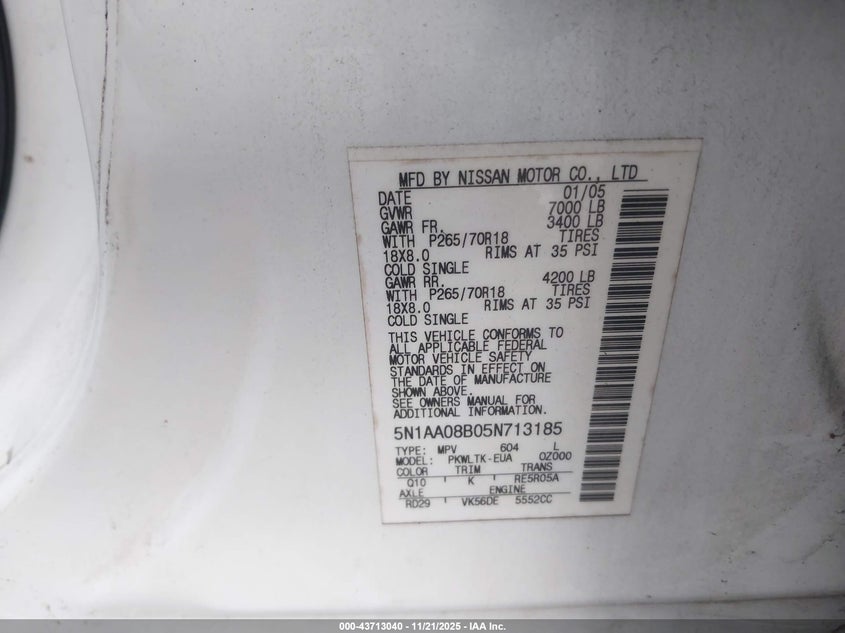 MFD BY NISSAN MOTOR CO., LTD
DATE 01/05
GVWR 7000 LB
GAWR FR. 3400 LB
WITH P265/70R18 TIRES
18X8.0 RIMS AT 35 PSI
COLD SINGLE
GAWR RR. 4200 LB
WITH P265/70R18 TIRES
18X8.0 RIMS AT 35 PSI
COLD SINGLE
THIS VEHICLE CONFORMS TO
ALL APPLICABLE FEDERAL
MOTOR VEHICLE SAFETY
STANDARDS IN EFFECT ON
THE DATE OF MANUFACTURE
SHOWN ABOVE.
SEE OWNERS MANUAL FOR
ADDITIONAL INFORMATION.
5N1AA08B05N713185
TYPE: MPV 604 L
MODEL: PKWLTK-EUA 0Z000
COLOR TRIM TRANS
Q10 K RE5R05A
AXLE ENGINE
RD29 VK56DE 5552CC
000-43713040 - 11/21/2025 - IAA Inc.